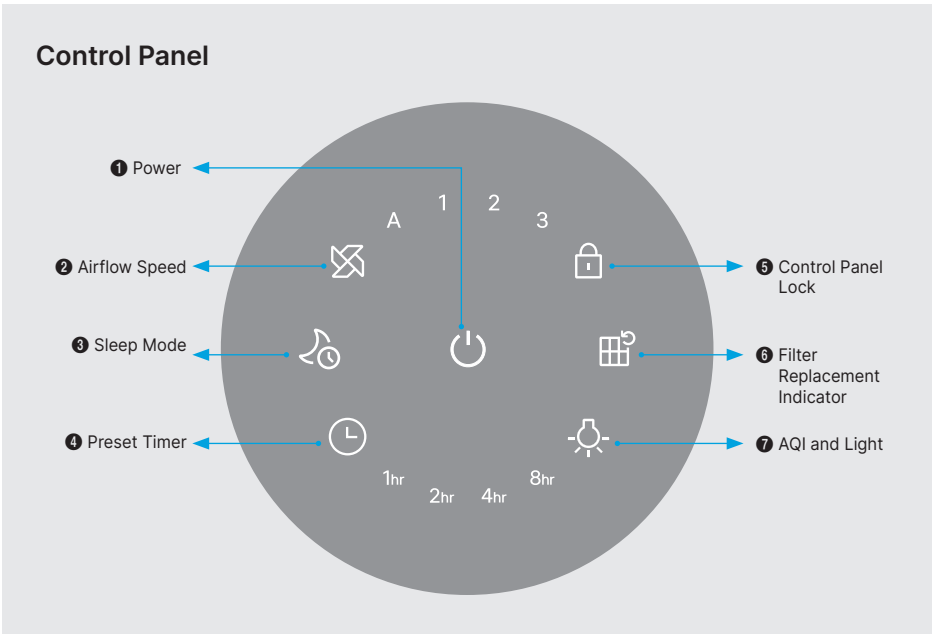 Control Panel
❶ Power
A 1 2 3
❷ Airflow Speed
❺ Control Panel
Lock
❸ Sleep Mode
❻ Filter
Replacement
Indicator
❹ Preset Timer
❼ AQI and Light
1hr 2hr 4hr 8hr